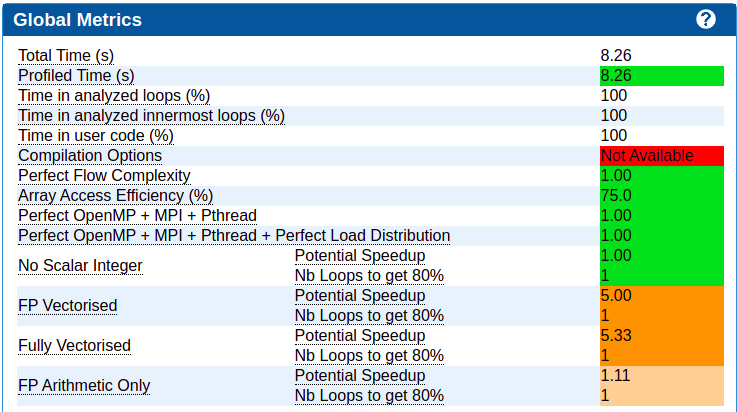 Global Metrics ?
Total Time (s) 8.26
Profiled Time (s) 8.26
Time in analyzed loops (%) 100
Time in analyzed innermost loops (%) 100
Time in user code (%) 100
Compilation Options Not Available
Perfect Flow Complexity 1.00
Array Access Efficiency (%) 75.0
Perfect OpenMP + MPI + Pthread 1.00
Perfect OpenMP + MPI + Pthread + Perfect Load Distribution 1.00
No Scalar Integer Potential Speedup 1.00
Nb Loops to get 80% 1
FP Vectorised Potential Speedup 5.00
Nb Loops to get 80% 1
Fully Vectorised Potential Speedup 5.33
Nb Loops to get 80% 1
FP Arithmetic Only Potential Speedup 1.11
Nb Loops to get 80% 1